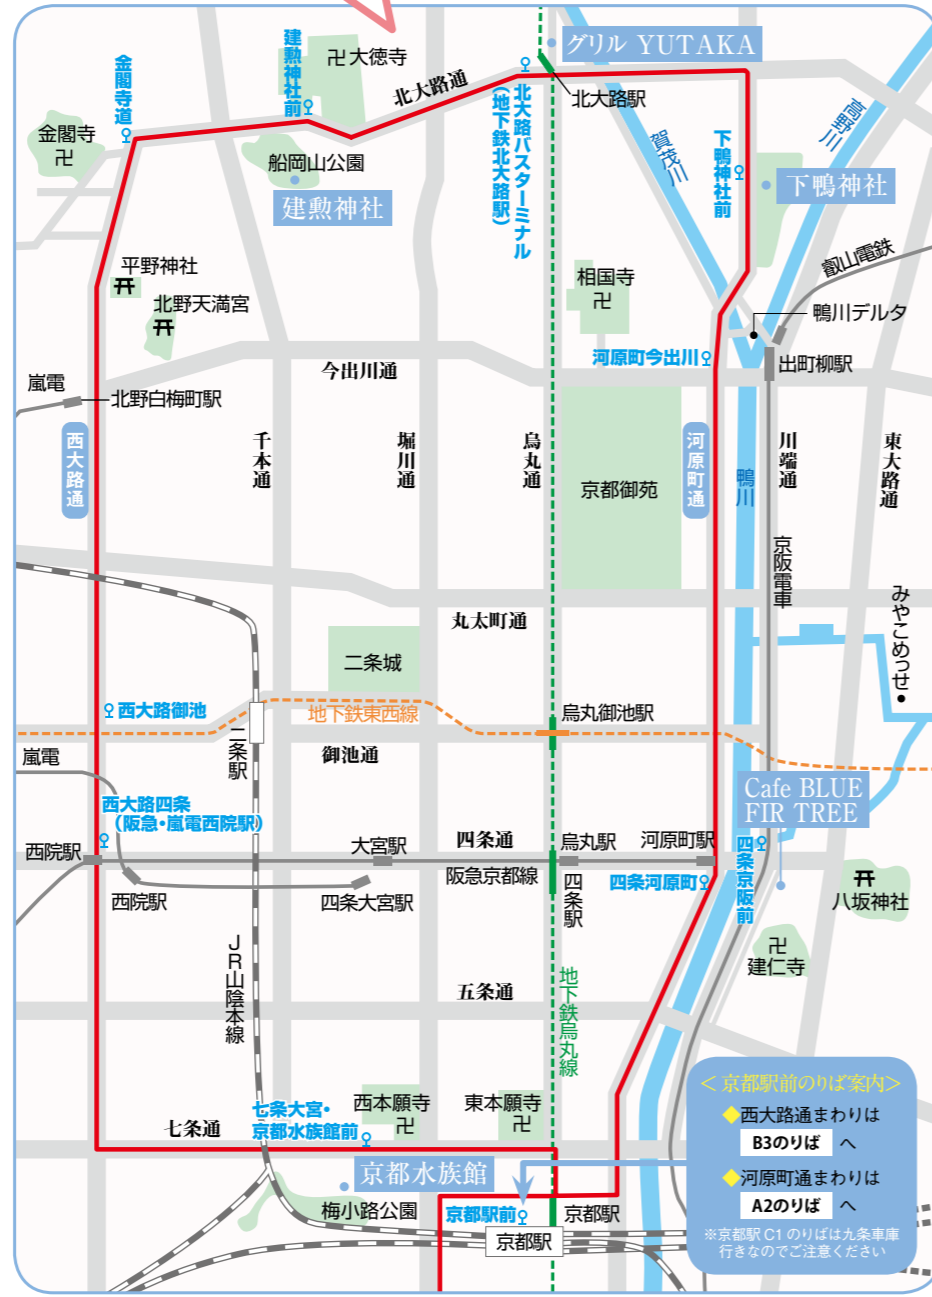 グリル YUTAKA
金閣寺道
建勲神社前
卍大徳寺
北大路通
北大路バスターミナル
(地下鉄北大路駅)
北大路駅
賀茂川
高野川
金閣寺
卍
船岡山公園
建勲神社
下鴨神社前
下鴨神社
平野神社
北野天満宮
相国寺
卍
叡山電鉄
鴨川デルタ
河原町今出川
出町柳駅
今出川通
嵐電
北野白梅町駅
西大路通
千本通
堀川通
烏丸通
河原町通
鴨川
川端通
東大路通
京都御苑
京阪電車
みやこめっせ
丸太町通
二条城
西大路御池
地下鉄東西線
烏丸御池駅
二条駅
御池通
嵐電
Cafe BLUE
FIR TREE
西大路四条
(阪急・嵐電西院駅)
西院駅
大宮駅
四条通
烏丸駅
河原町駅
四条京阪前
阪急京都線
四条駅
四条河原町
西院駅
四条大宮駅
八坂神社
卍
建仁寺
JR山陰本線
五条通
地下鉄烏丸線
七条通
七条大宮・
京都水族館前
西本願寺
卍
東本願寺
卍
京都水族館
梅小路公園
京都駅前
京都駅
京都駅
<京都駅前のりば案内>
◆西大路通まわりは
B3のりば へ
◆河原町通まわりは
A2のりば へ
※京都駅 C1 のりばは九条車庫
行きなのでご注意ください